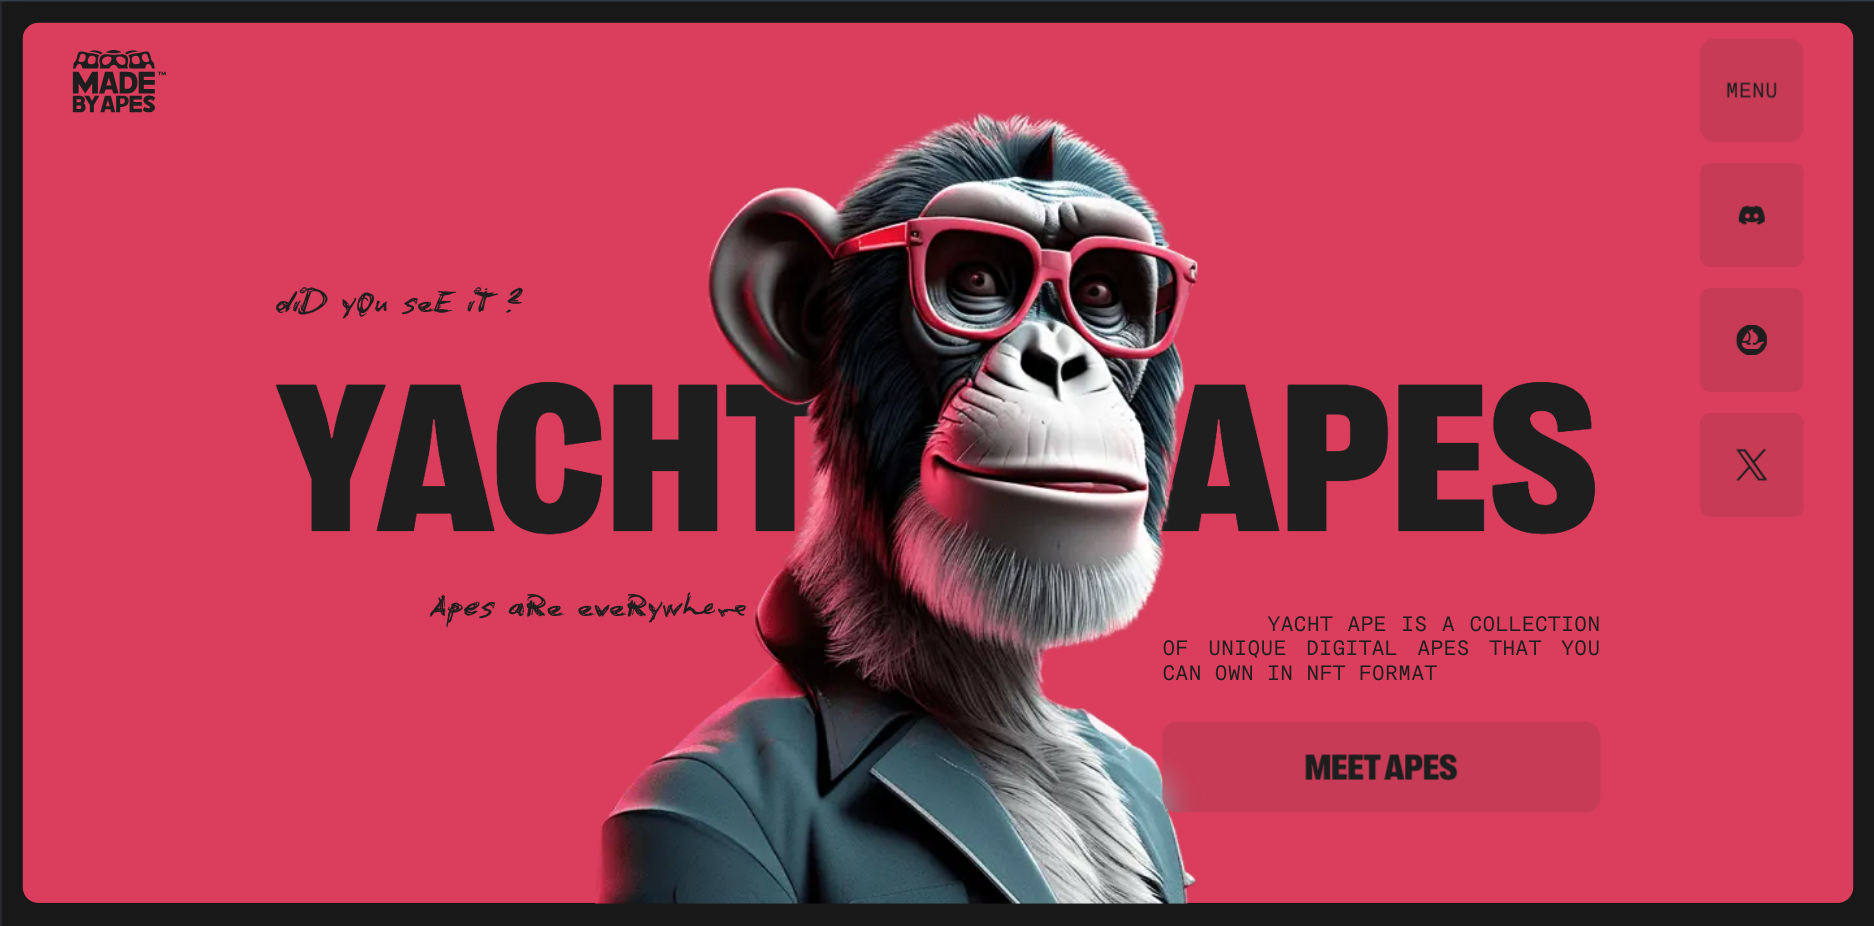 MADE™
BY APES
MENU
diD yOu seE iT ?
YACHT APES
Apes aRe eveRywhere
YACHT APE IS A COLLECTION
OF UNIQUE DIGITAL APES THAT YOU
CAN OWN IN NFT FORMAT
MEET APES